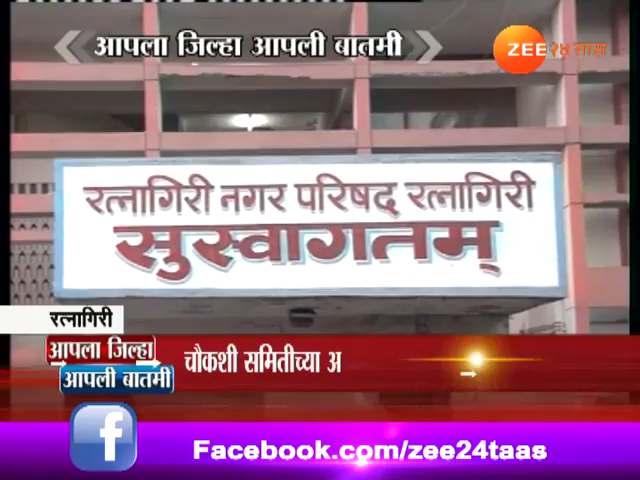 आपला जिल्हा आपली बातमी
ZEE २४ तास
रत्नागिरी नगर परिषद रत्नागिरी
सुस्वागतम्
रत्नागिरी
आपला जिल्हा
आपली बातमी
चौकशी समितीच्या अ
f
Facebook.com/zee24taas